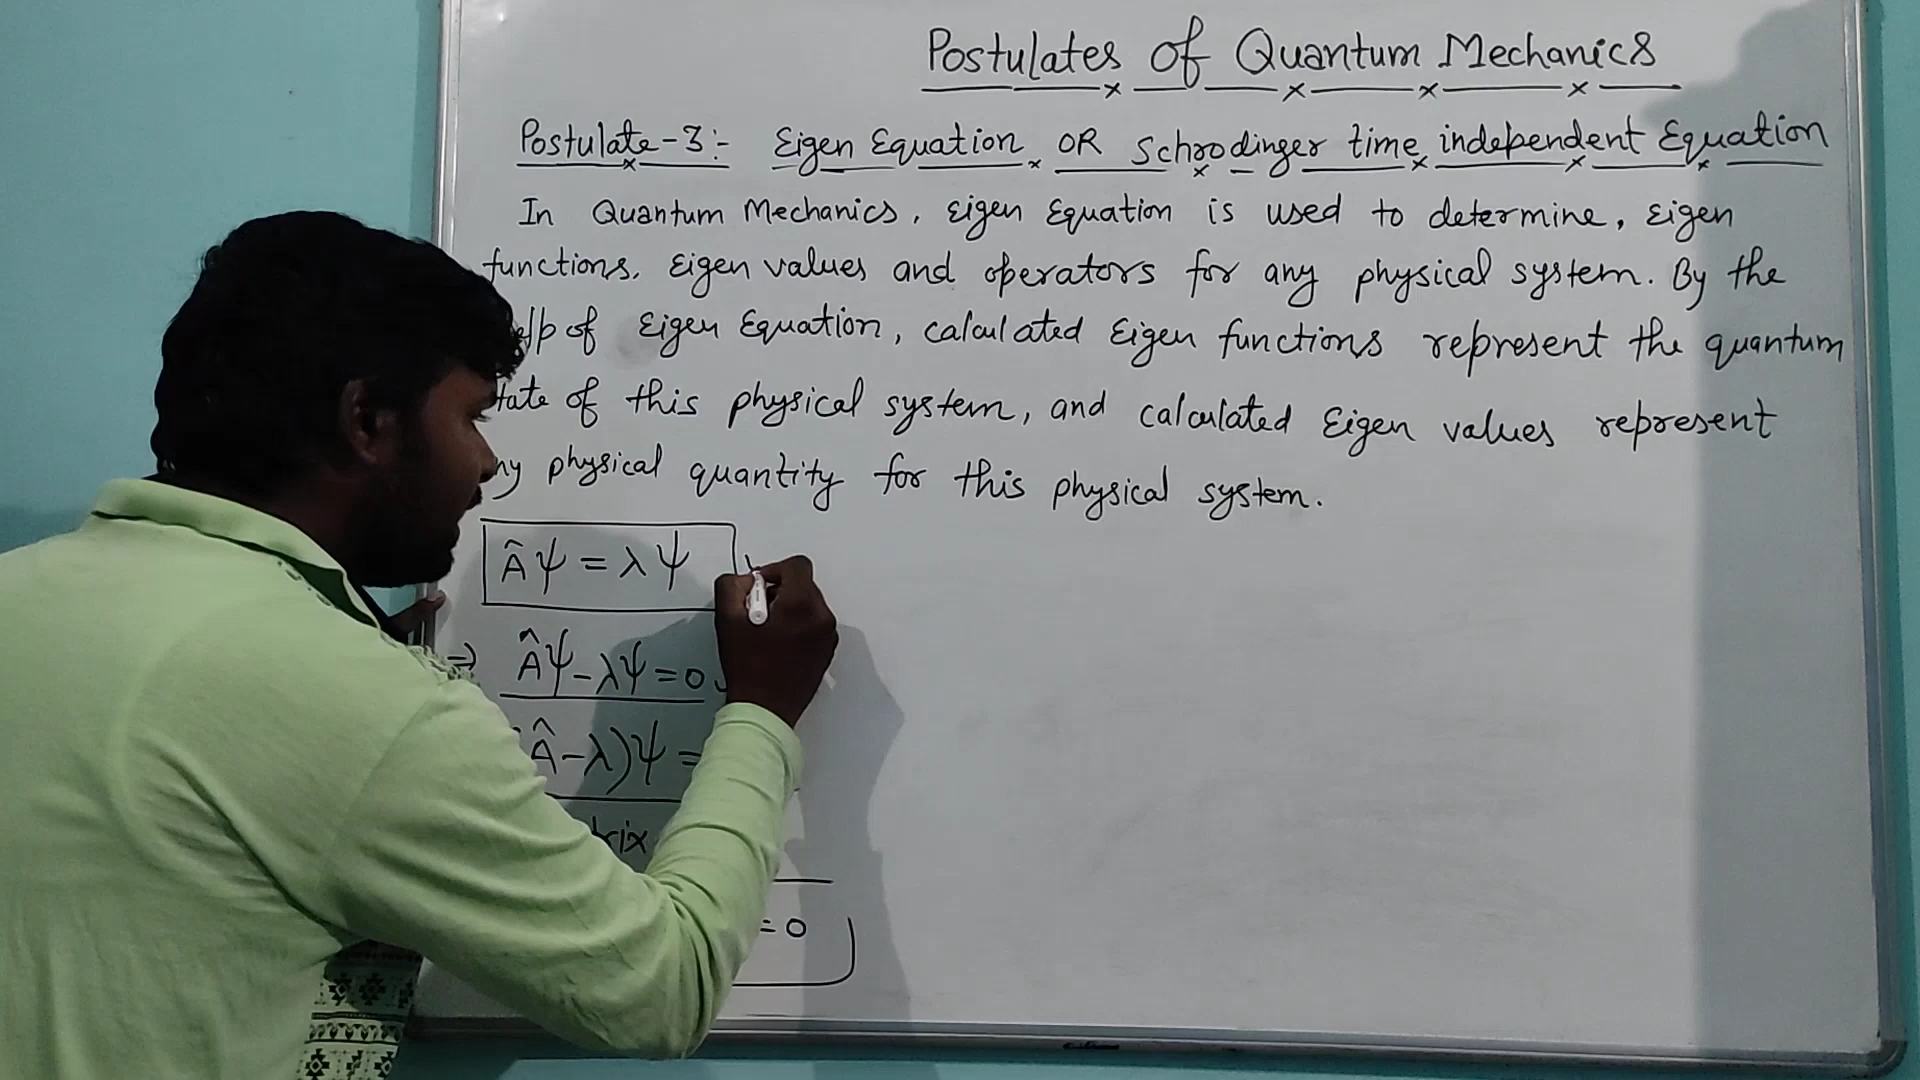 Postulates of Quantum Mechanics
Postulate-3:- Eigen Equation OR Schrodinger time independent Equation
In Quantum Mechanics, Eigen Equation is used to determine, Eigen
functions, Eigen values and operators for any physical system. By the
of Eigen Equation, calculated Eigen functions represent the quantum
of this physical system, and calculated Eigen values represent
physical quantity for this physical system.
Âψ = λψ
⇒ Âψ-λψ=0
Â-λ)ψ=
=0